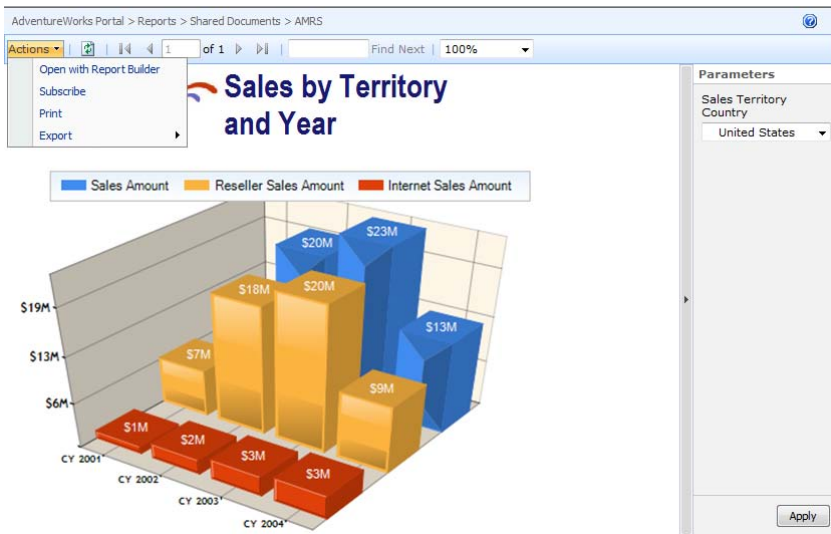 AdventureWorks Portal > Reports > Shared Documents > AMRS
Actions
1 of 1
Find Next
100%
Open with Report Builder
Subscribe
Print
Export
Sales by Territory
and Year
Parameters
Sales Territory
Country
United States
Sales Amount
Reseller Sales Amount
Internet Sales Amount
$23M
$20M
$18M
$20M
$19M
$13M
$13M
$7M
$9M
$6M
$1M
$2M
$3M
$3M
CY 2001
CY 2002
CY 2003
CY 2004
Apply